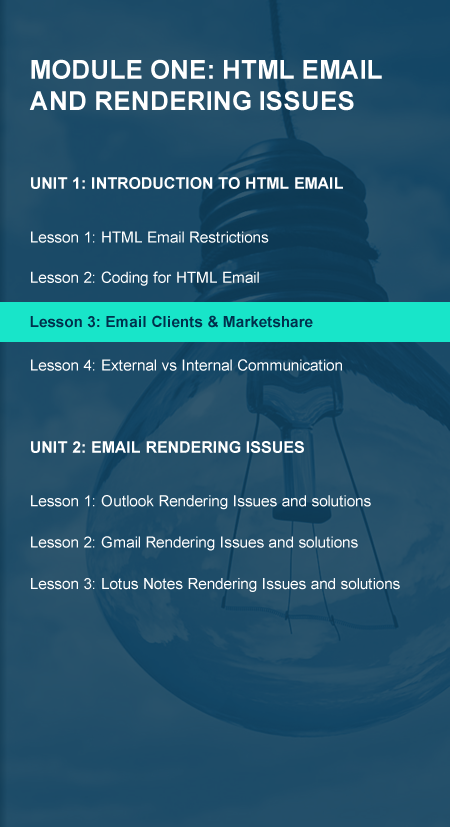 MODULE ONE: HTML EMAIL
AND RENDERING ISSUES
UNIT 1: INTRODUCTION TO HTML EMAIL
Lesson 1: HTML Email Restrictions
Lesson 2: Coding for HTML Email
Lesson 3: Email Clients & Marketshare
Lesson 4: External vs Internal Communication
UNIT 2: EMAIL RENDERING ISSUES
Lesson 1: Outlook Rendering Issues and solutions
Lesson 2: Gmail Rendering Issues and solutions
Lesson 3: Lotus Notes Rendering Issues and solutions